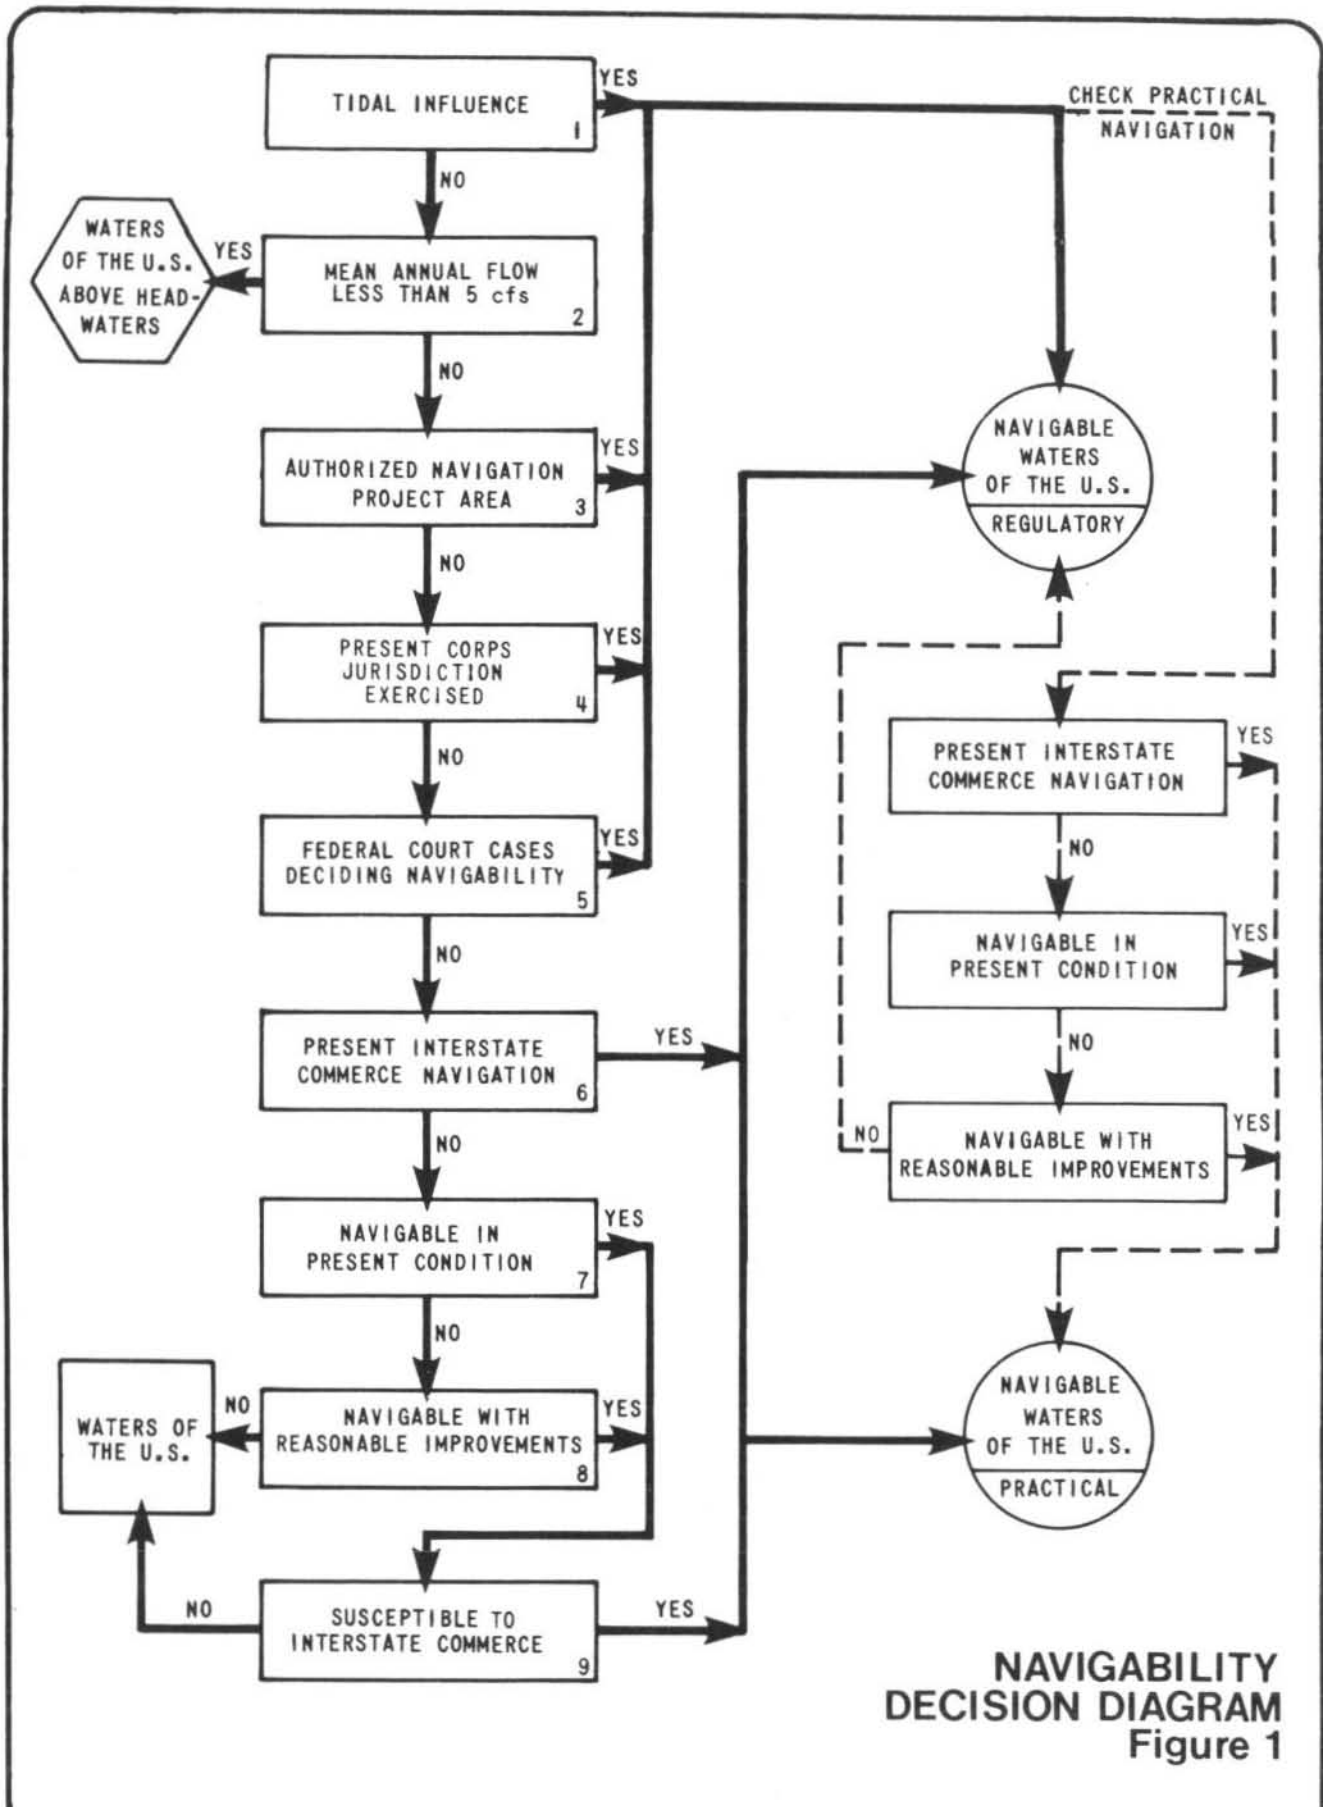 YES
TIDAL INFLUENCE
1
CHECK PRACTICAL
NAVIGATION
NO
WATERS
OF THE U.S.
ABOVE HEAD-
WATERS
YES
MEAN ANNUAL FLOW
LESS THAN 5 cfs
2
NO
AUTHORIZED NAVIGATION
PROJECT AREA
3
YES
NO
PRESENT CORPS
JURISDICTION
EXERCISED
4
YES
NO
FEDERAL COURT CASES
DECIDING NAVIGABILITY
5
YES
NO
PRESENT INTERSTATE
COMMERCE NAVIGATION
6
YES
NO
NAVIGABLE IN
PRESENT CONDITION
7
YES
NO
NAVIGABLE WITH
REASONABLE IMPROVEMENTS
8
YES
NO
WATERS OF
THE U.S.
SUSCEPTIBLE TO
INTERSTATE COMMERCE
9
NO
YES
NAVIGABLE
WATERS
OF THE U.S.
REGULATORY
PRESENT INTERSTATE
COMMERCE NAVIGATION
YES
NO
NAVIGABLE IN
PRESENT CONDITION
YES
NO
NAVIGABLE WITH
REASONABLE IMPROVEMENTS
YES
NO
NAVIGABLE
WATERS
OF THE U.S.
PRACTICAL
NAVIGABILITY
DECISION DIAGRAM
Figure 1